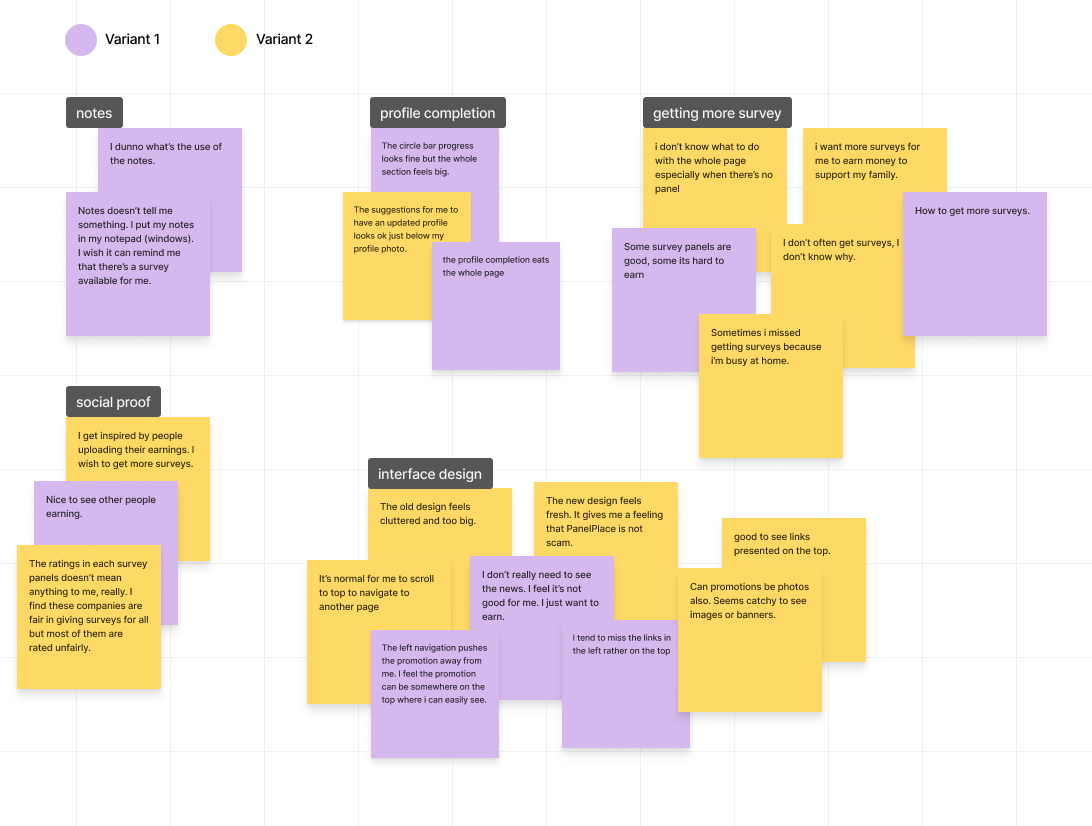 Variant 1
Variant 2
notes
I dunno what's the use of
the notes.
Notes doesn't tell me
something. I put my notes
in my notepad (windows).
I wish it can remind me
that there's a survey
available for me.
profile completion
The circle bar progress
looks fine but the whole
section feels big.
The suggestions for me to
have an updated profile
looks ok just below my
profile photo.
the profile completion eats
the whole page
getting more survey
i don't know what to do
with the whole page
especially when there's no
panel
i want more surveys for
me to earn money to
support my family.
How to get more surveys.
Some survey panels are
good, some its hard to
earn
I don't often get surveys, I
don't know why.
Sometimes i missed
getting surveys because
i'm busy at home.
social proof
I get inspired by people
uploading their earnings. I
wish to get more surveys.
Nice to see other people
earning.
The ratings in each survey
panels doesn't mean
anything to me, really. I
find these companies are
fair in giving surveys for all
but most of them are
rated unfairly.
interface design
The old design feels
cluttered and too big.
The new design feels
fresh. It gives me a feeling
that PanelPlace is not
scam.
good to see links
presented on the top.
It's normal for me to scroll
to top to navigate to
another page
I don't really need to see
the news. I feel it's not
good for me. I just want to
earn.
Can promotions be photos
also. Seems catchy to see
images or banners.
The left navigation pushes
the promotion away from
me. I feel the promotion
can be somewhere on the
top where i can easily see.
I tend to miss the links in
the left rather on the top